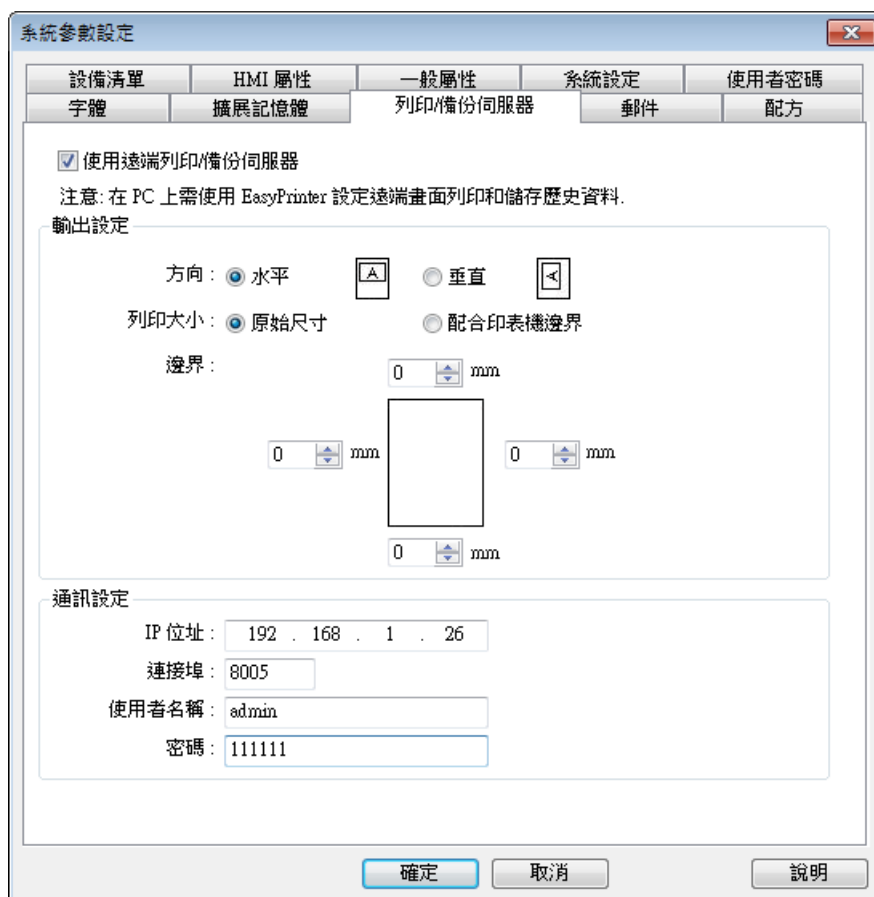 系統參數設定
設備清單 HMI 屬性 一般屬性 系統設定 使用者密碼
字體 擴展記憶體 列印/備份伺服器 郵件 配方
使用遠端列印/備份伺服器
注意: 在 PC 上需使用 EasyPrinter 設定遠端畫面列印和儲存歷史資料.
輸出設定
方向 : 水平 A 垂直 A
列印大小 : 原始尺寸 配合印表機邊界
邊界 :
0 mm
0 mm 0 mm
0 mm
通訊設定
IP 位址 : 192 . 168 . 1 . 26
連接埠 : 8005
使用者名稱 : admin
密碼 : 111111
確定 取消 說明